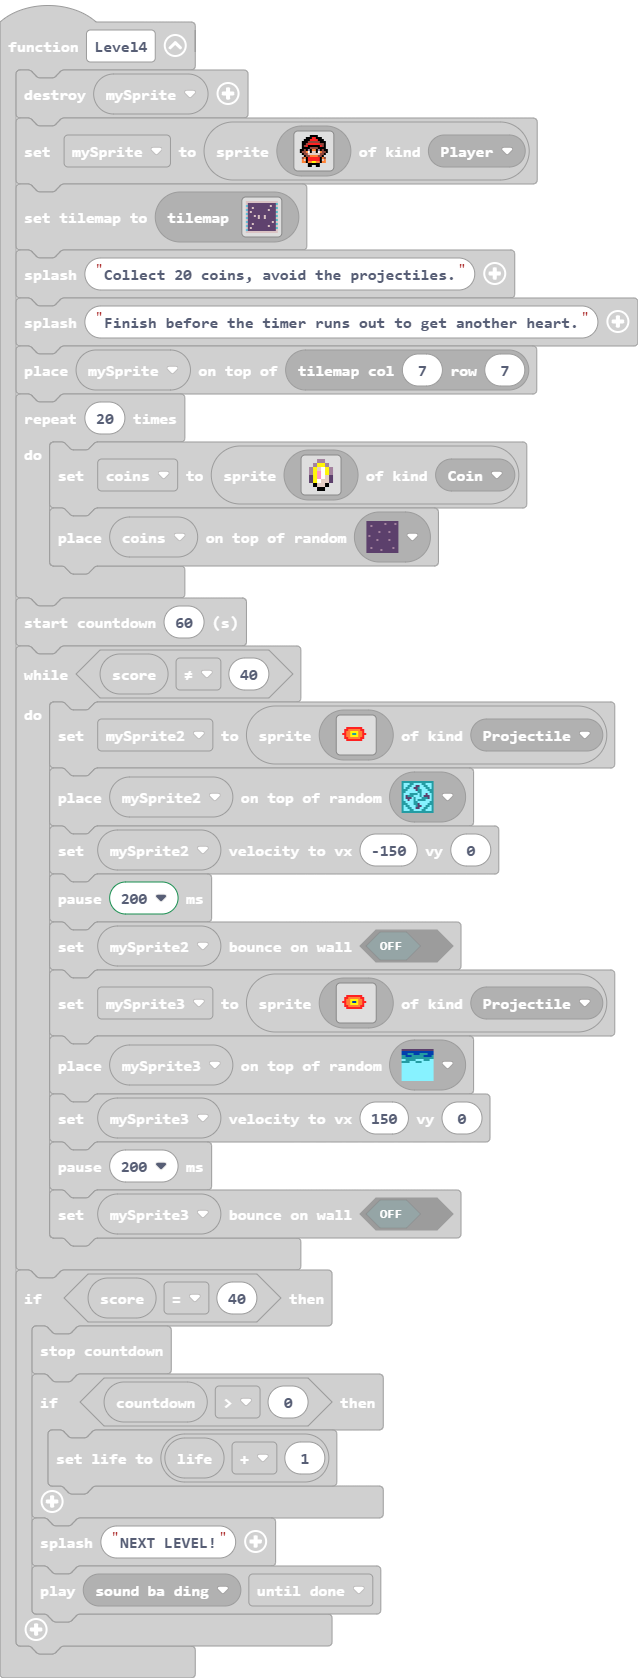 function Level4
destroy mySprite
set mySprite to sprite of kind Player
set tilemap to tilemap
splash "Collect 20 coins, avoid the projectiles."
splash "Finish before the timer runs out to get another heart."
place mySprite on top of tilemap col 7 row 7
repeat 20 times
do
set coins to sprite of kind Coin
place coins on top of random
start countdown 60 (s)
while score ≠ 40
do
set mySprite2 to sprite of kind Projectile
place mySprite2 on top of random
set mySprite2 velocity to vx -150 vy 0
pause 200 ms
set mySprite2 bounce on wall OFF
set mySprite3 to sprite of kind Projectile
place mySprite3 on top of random
set mySprite3 velocity to vx 150 vy 0
pause 200 ms
set mySprite3 bounce on wall OFF
if score = 40 then
stop countdown
if countdown > 0 then
set life to life + 1
splash "NEXT LEVEL!"
play sound ba ding until done